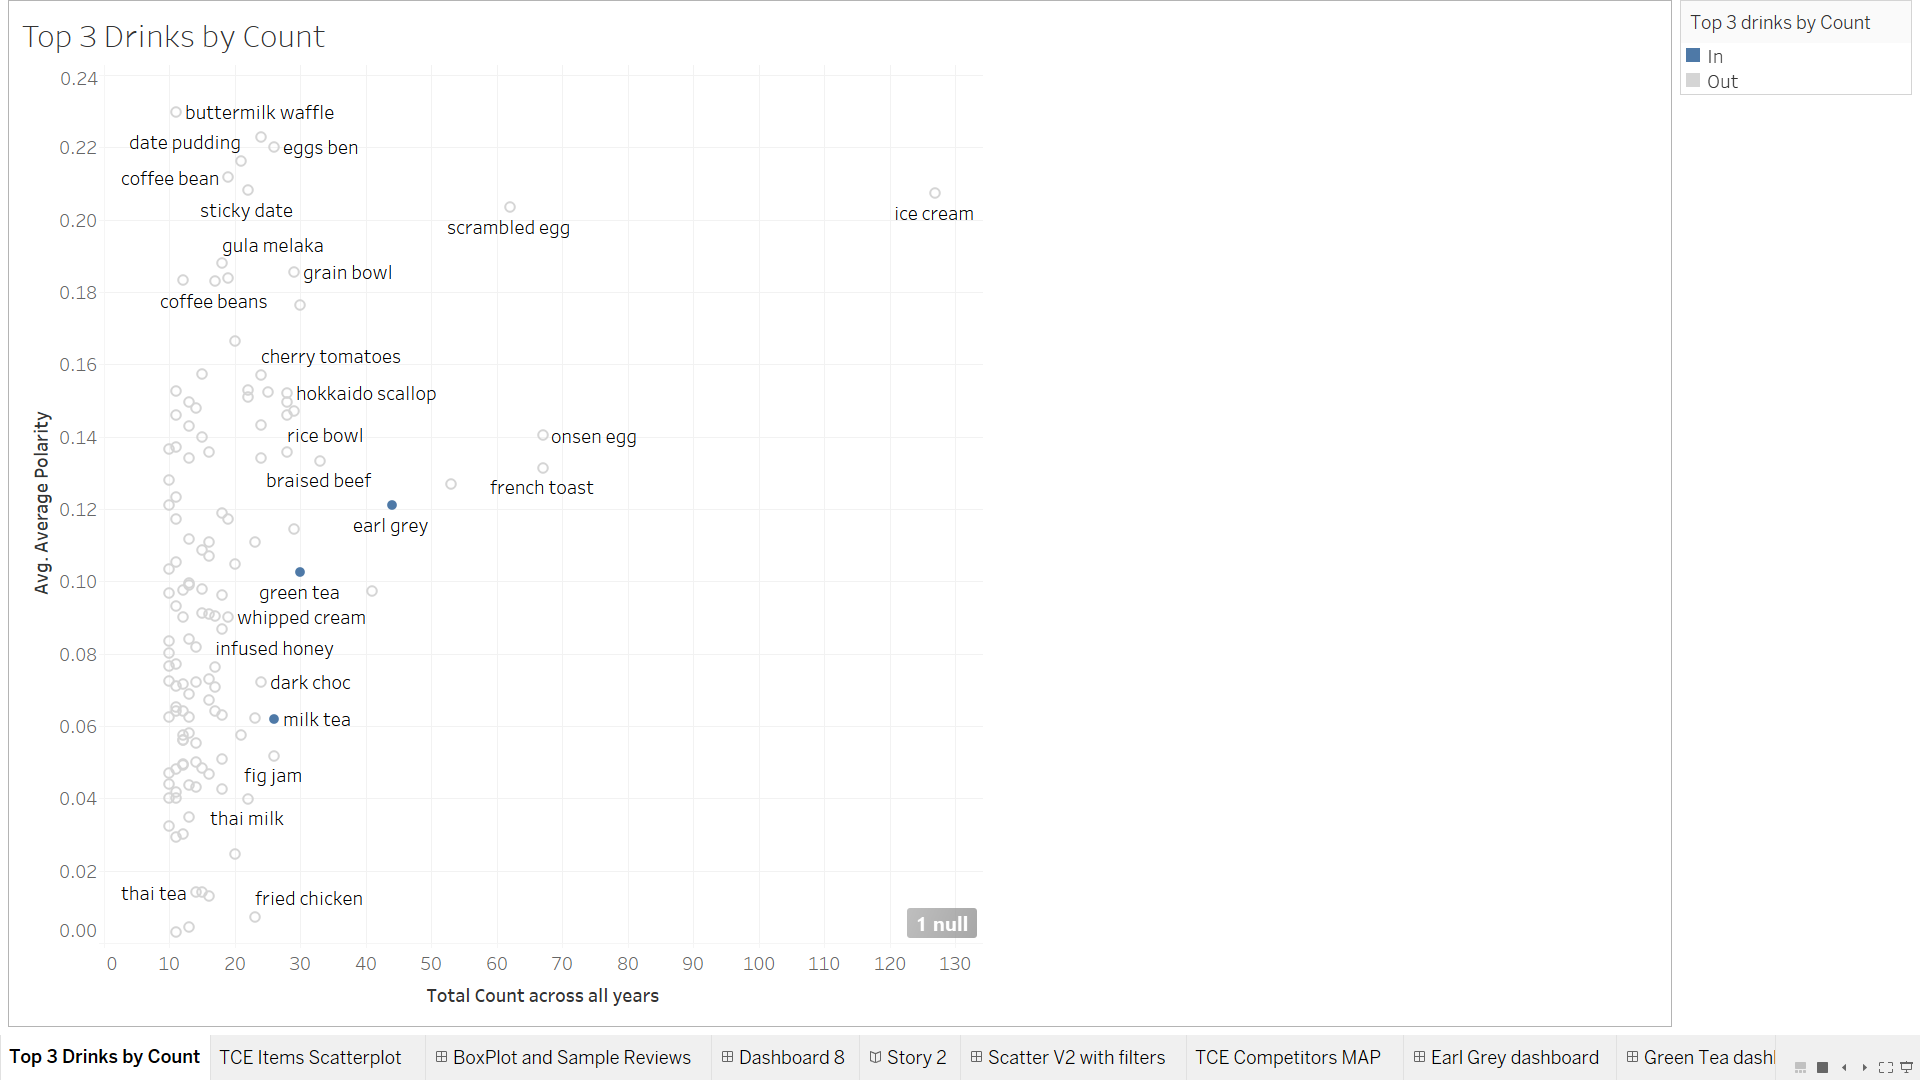 Top 3 Drinks by Count
Top 3 drinks by Count
In
Out
0.24
0.22
0.20
0.18
0.16
0.14
0.12
0.10
0.08
0.06
0.04
0.02
0.00
Avg. Average Polarity
buttermilk waffle
date pudding
eggs ben
coffee bean
sticky date
scrambled egg
ice cream
gula melaka
grain bowl
coffee beans
cherry tomatoes
hokkaido scallop
rice bowl
onsen egg
braised beef
french toast
earl grey
green tea
whipped cream
infused honey
dark choc
milk tea
fig jam
thai milk
thai tea
fried chicken
1 null
0 10 20 30 40 50 60 70 80 90 100 110 120 130
Total Count across all years
Top 3 Drinks by Count TCE Items Scatterplot BoxPlot and Sample Reviews Dashboard 8 Story 2 Scatter V2 with filters TCE Competitors MAP Earl Grey dashboard Green Tea dashl